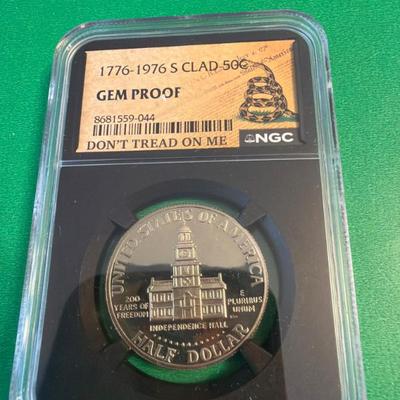 1776-1976 S CLAD 50C
GEM PROOF
8681559-044
NGC
DON'T TREAD ON ME
UNITED STATES OF AMERICA
200
YEARS OF
FREEDOM
E
PLURIBUS
UNUM
INDEPENDENCE HALL
HALF DOLLAR